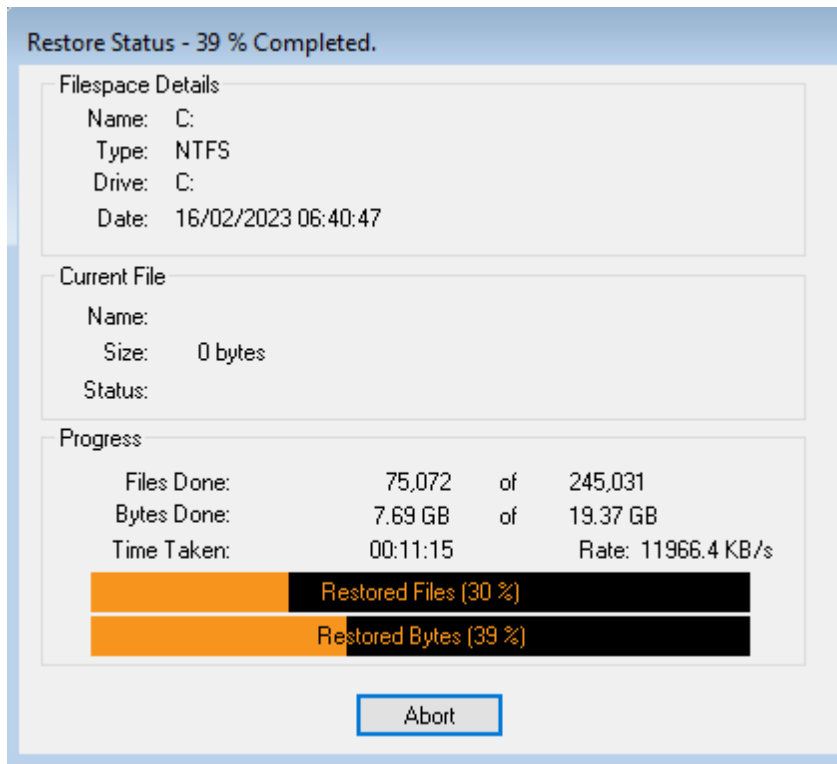 Restore Status - 39 % Completed.
Filespace Details
Name: C:
Type: NTFS
Drive: C:
Date: 16/02/2023 06:40:47
Current File
Name:
Size: 0 bytes
Status:
Progress
Files Done: 75,072 of 245,031
Bytes Done: 7.69 GB of 19.37 GB
Time Taken: 00:11:15 Rate: 11966.4 KB/s
Restored Files (30 %)
Restored Bytes (39 %)
Abort